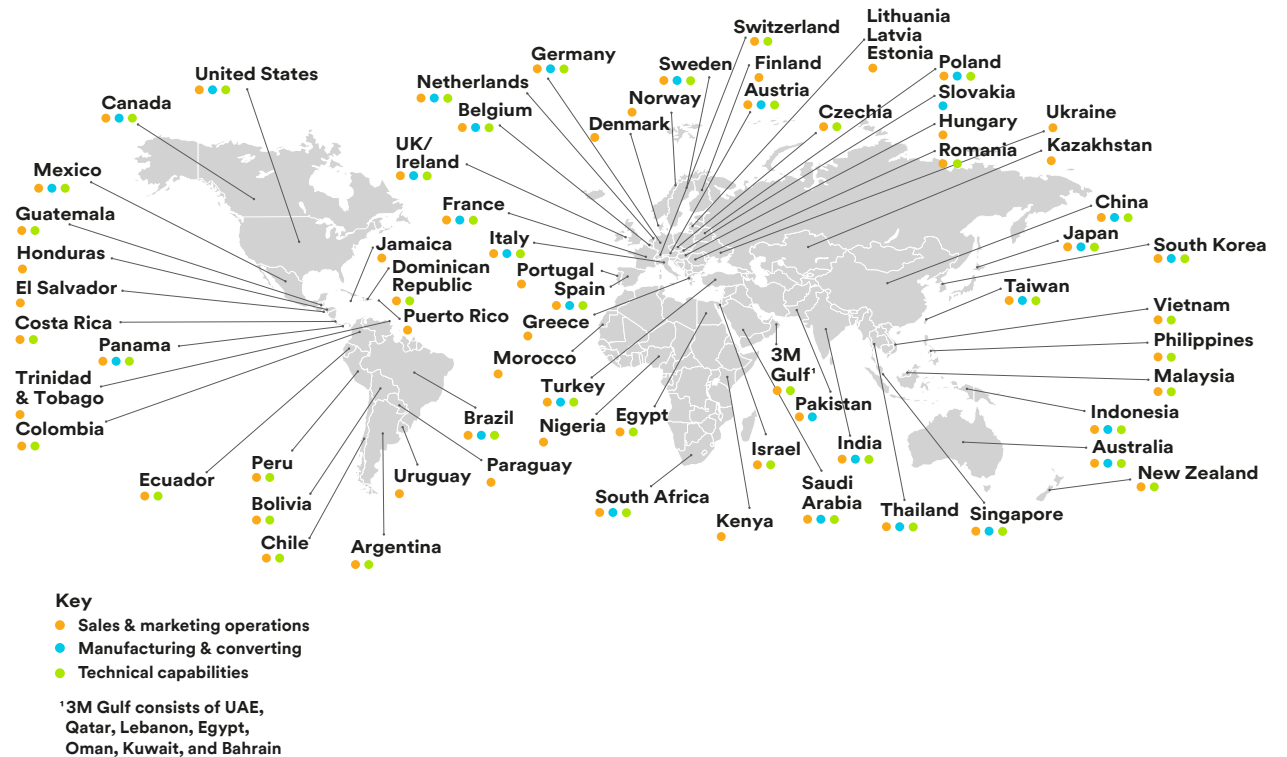 Switzerland
Lithuania
Latvia
Estonia
Germany
Sweden
Finland
Poland
United States
Netherlands
Austria
Slovakia
Canada
Belgium
Norway
Czechia
Ukraine
Denmark
Hungary
UK/
Ireland
Romania
Kazakhstan
Mexico
France
China
Guatemala
Italy
Japan
Jamaica
South Korea
Honduras
Dominican
Republic
Portugal
Spain
Taiwan
El Salvador
Puerto Rico
Greece
Vietnam
Costa Rica
Panama
Morocco
3M
Gulf¹
Philippines
Trinidad
& Tobago
Turkey
Pakistan
Malaysia
Colombia
Brazil
Nigeria
Egypt
Indonesia
Israel
India
Australia
Ecuador
Peru
Uruguay
Paraguay
New Zealand
Bolivia
South Africa
Saudi
Arabia
Kenya
Thailand
Singapore
Chile
Argentina
Key
Sales & marketing operations
Manufacturing & converting
Technical capabilities
¹3M Gulf consists of UAE,
Qatar, Lebanon, Egypt,
Oman, Kuwait, and Bahrain